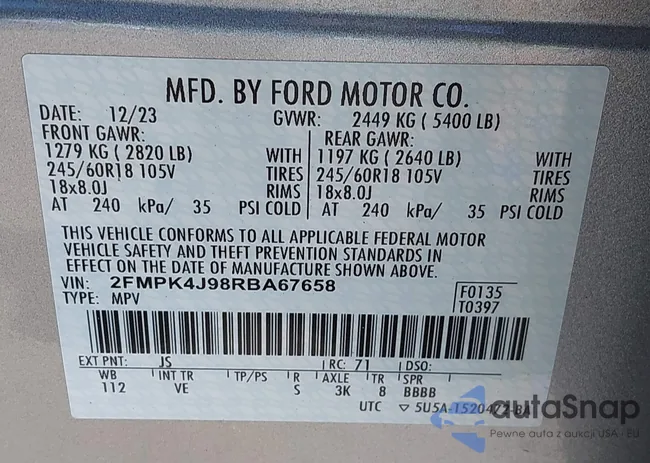 MFD. BY FORD MOTOR CO.
DATE: 12/23 GVWR: 2449 KG ( 5400 LB)
FRONT GAWR: REAR GAWR:
1279 KG ( 2820 LB) WITH 1197 KG ( 2640 LB) WITH
245/60R18 105V TIRES 245/60R18 105V TIRES
18x8.0J RIMS 18x8.0J RIMS
AT 240 kPa/ 35 PSI COLD AT 240 kPa/ 35 PSI COLD
THIS VEHICLE CONFORMS TO ALL APPLICABLE FEDERAL MOTOR
VEHICLE SAFETY AND THEFT PREVENTION STANDARDS IN
EFFECT ON THE DATE OF MANUFACTURE SHOWN ABOVE.
VIN: 2FMPK4J98RBA67658 F0135
TYPE: MPV T0397
EXT PNT: JS RC: 71 DSO:
WB INT TR TP/PS R AXLE TR SPR
112 VE S 3K 8 BBBB
UTC ▽ 5U5A-1520472-BA
autoSnap
Pewne auta z aukcji USA - EU